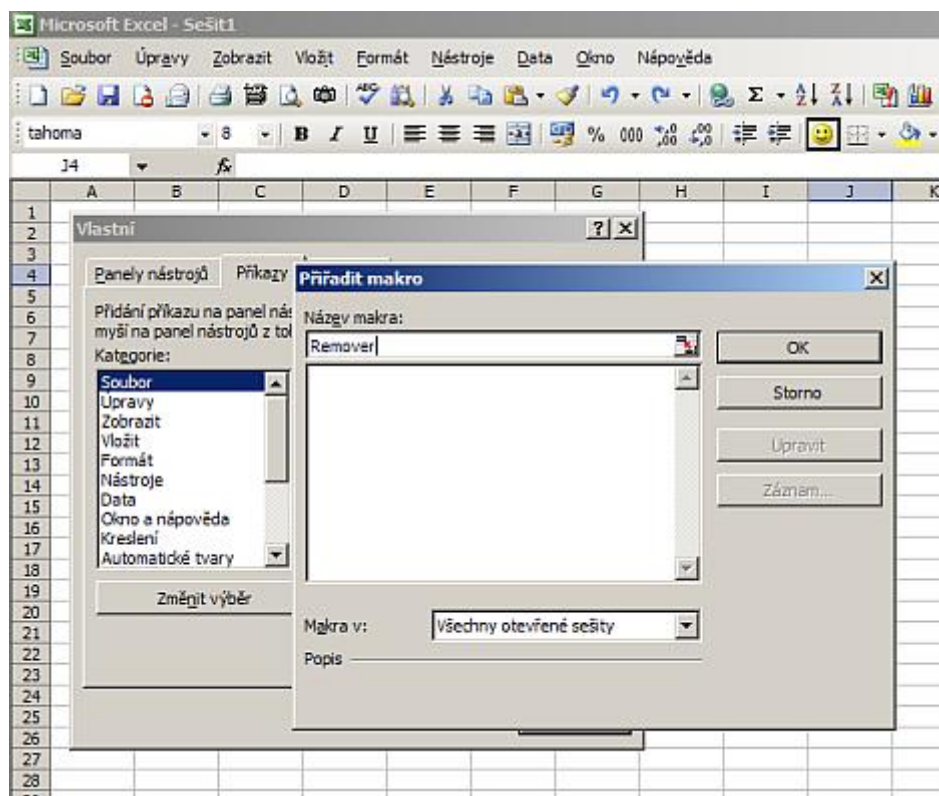 Microsoft Excel - Sešit1
Soubor Úpravy Zobrazit Vložit Formát Nástroje Data Okno Nápověda
tahoma 8 B I U % 000
J4 fx
A B C D E F G H I J K
1
2
3
4
5
6
7
8
9
10
11
12
13
14
15
16
17
18
19
20
21
22
23
24
25
26
27
28
Vlastní
Panely nástrojů Příkazy
Přidání příkazu na panel nás
myší na panel nástrojů z tol
Kategorie:
Soubor
Úpravy
Zobrazit
Vložit
Formát
Nástroje
Data
Okno a nápověda
Kreslení
Automatické tvary
Změnit výběr
Přiřadit makro
Název makra:
Remover
OK
Storno
Upravit
Záznam...
Makra v: Všechny otevřené sešity
Popis